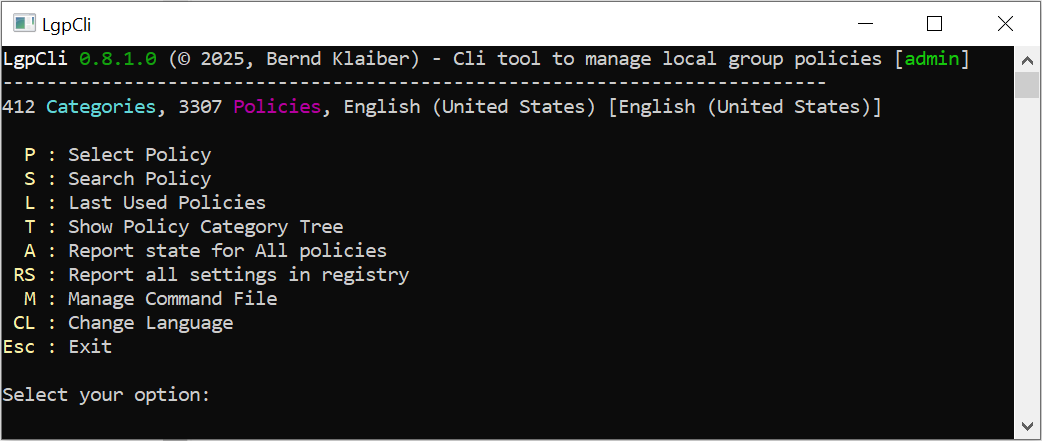 LgpCli
LgpCli 0.8.1.0 (© 2025, Bernd Klaiber) - Cli tool to manage local group policies [admin]
---------------------------------------------------------------------------
412 Categories, 3307 Policies, English (United States) [English (United States)]
P : Select Policy
S : Search Policy
L : Last Used Policies
T : Show Policy Category Tree
A : Report state for All policies
RS : Report all settings in registry
M : Manage Command File
CL : Change Language
Esc : Exit
Select your option: